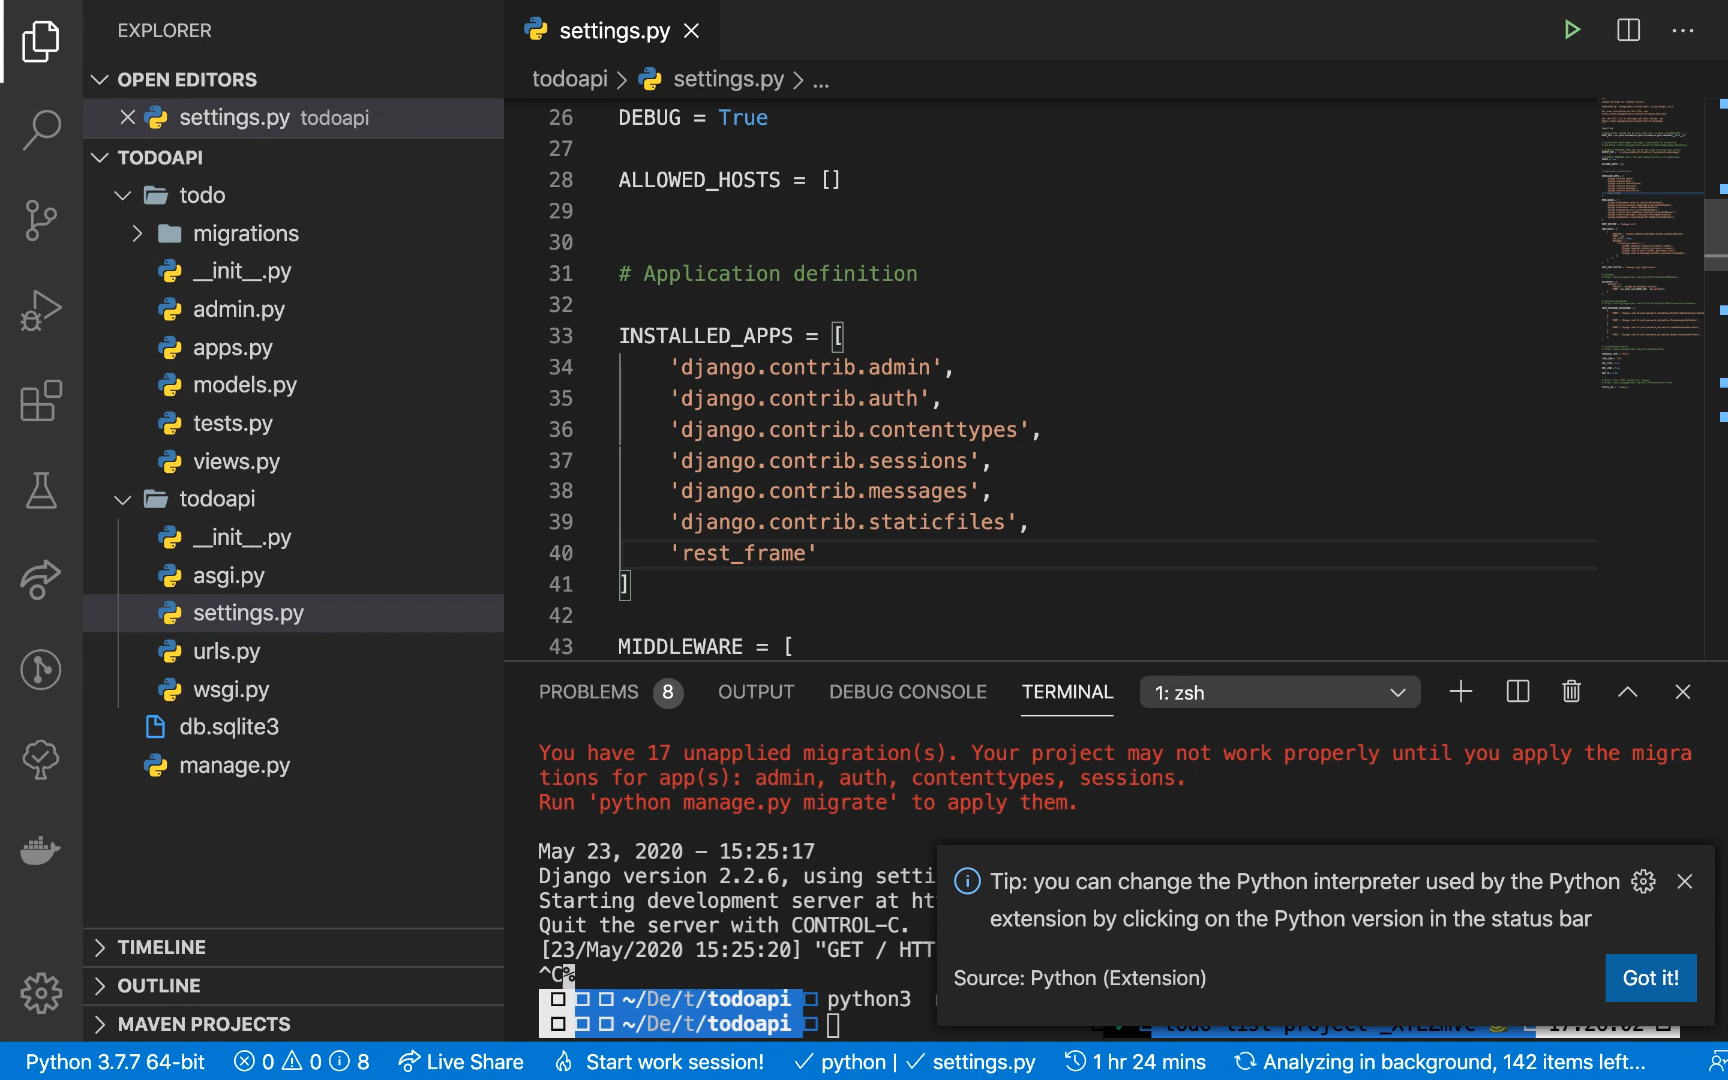 EXPLORER
OPEN EDITORS
settings.py todoapi
TODOAPI
todo
migrations
__init__.py
admin.py
apps.py
models.py
tests.py
views.py
todoapi
__init__.py
asgi.py
settings.py
urls.py
wsgi.py
db.sqlite3
manage.py
TIMELINE
OUTLINE
MAVEN PROJECTS
settings.py
todoapi > settings.py > ...
26 DEBUG = True
27
28 ALLOWED_HOSTS = []
29
30
31 # Application definition
32
33 INSTALLED_APPS = [
34 'django.contrib.admin',
35 'django.contrib.auth',
36 'django.contrib.contenttypes',
37 'django.contrib.sessions',
38 'django.contrib.messages',
39 'django.contrib.staticfiles',
40 'rest_frame'
41 ]
42
43 MIDDLEWARE = [
PROBLEMS 8 OUTPUT DEBUG CONSOLE TERMINAL 1: zsh
You have 17 unapplied migration(s). Your project may not work properly until you apply the migra
tions for app(s): admin, auth, contenttypes, sessions.
Run 'python manage.py migrate' to apply them.
May 23, 2020 – 15:25:17
Django version 2.2.6, using setti
Starting development server at ht
Quit the server with CONTROL-C.
[23/May/2020 15:25:20] "GET / HTT
^C%
~/De/t/todoapi python3
~/De/t/todoapi
Tip: you can change the Python interpreter used by the Python
extension by clicking on the Python version in the status bar
Source: Python (Extension)
Got it!
Python 3.7.7 64-bit 0 0 8 Live Share Start work session! python | settings.py 1 hr 24 mins Analyzing in background, 142 items left...